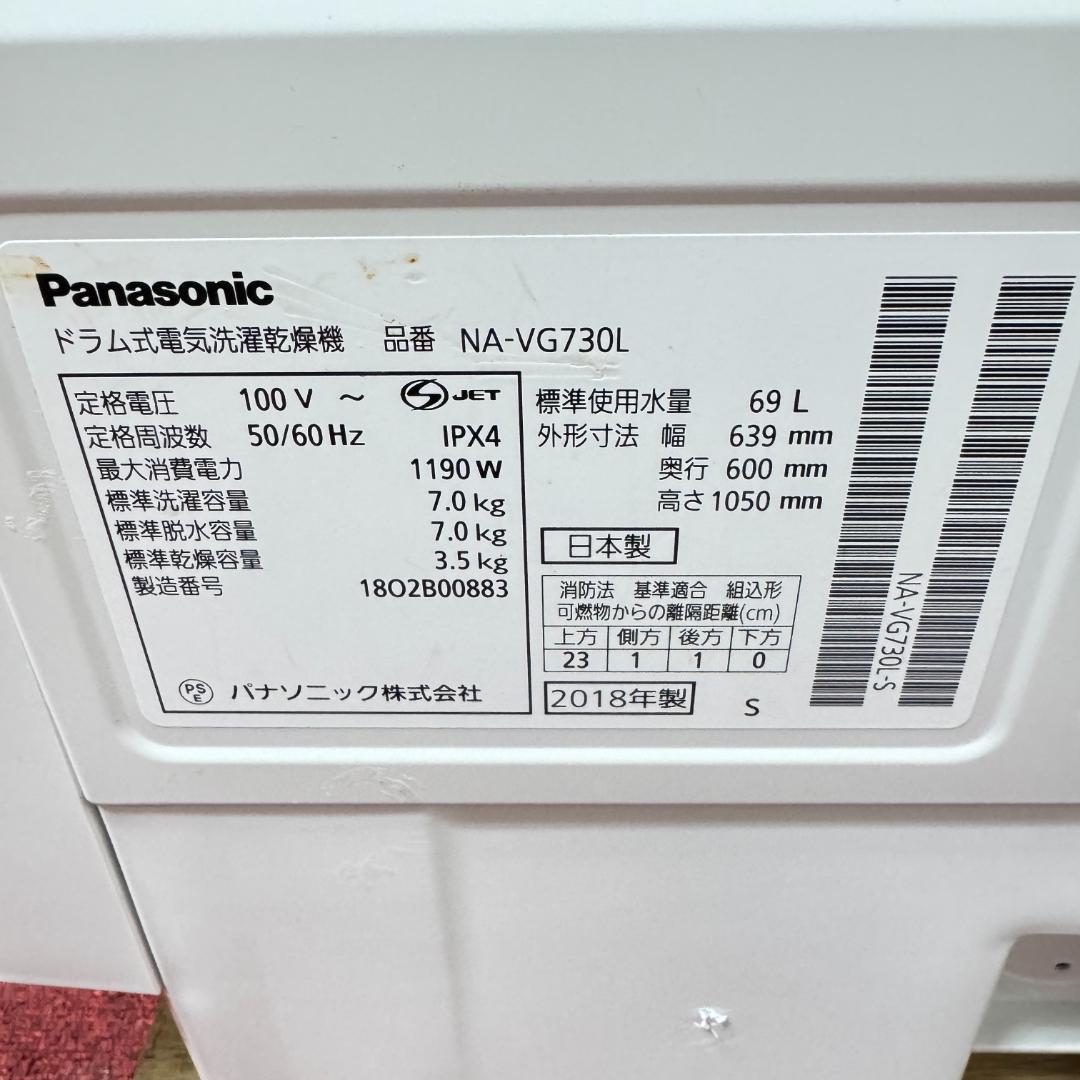 Panasonic
ドラム式電気洗濯乾燥機 品番 NA-VG730L
定格電圧 100 V ~ S JET
定格周波数 50/60 Hz IPX4
最大消費電力 1190 W
標準洗濯容量 7.0 kg
標準脱水容量 7.0 kg
標準乾燥容量 3.5 kg
製造番号 18O2B00883
PS E パナソニック株式会社
標準使用水量 69 L
外形寸法 幅 639 mm
奥行 600 mm
高さ 1050 mm
日本製
消防法 基準適合 組込形
可燃物からの離隔距離(cm)
上方 側方 後方 下方
23 1 1 0
2018年製 S
NA-VG730L-S